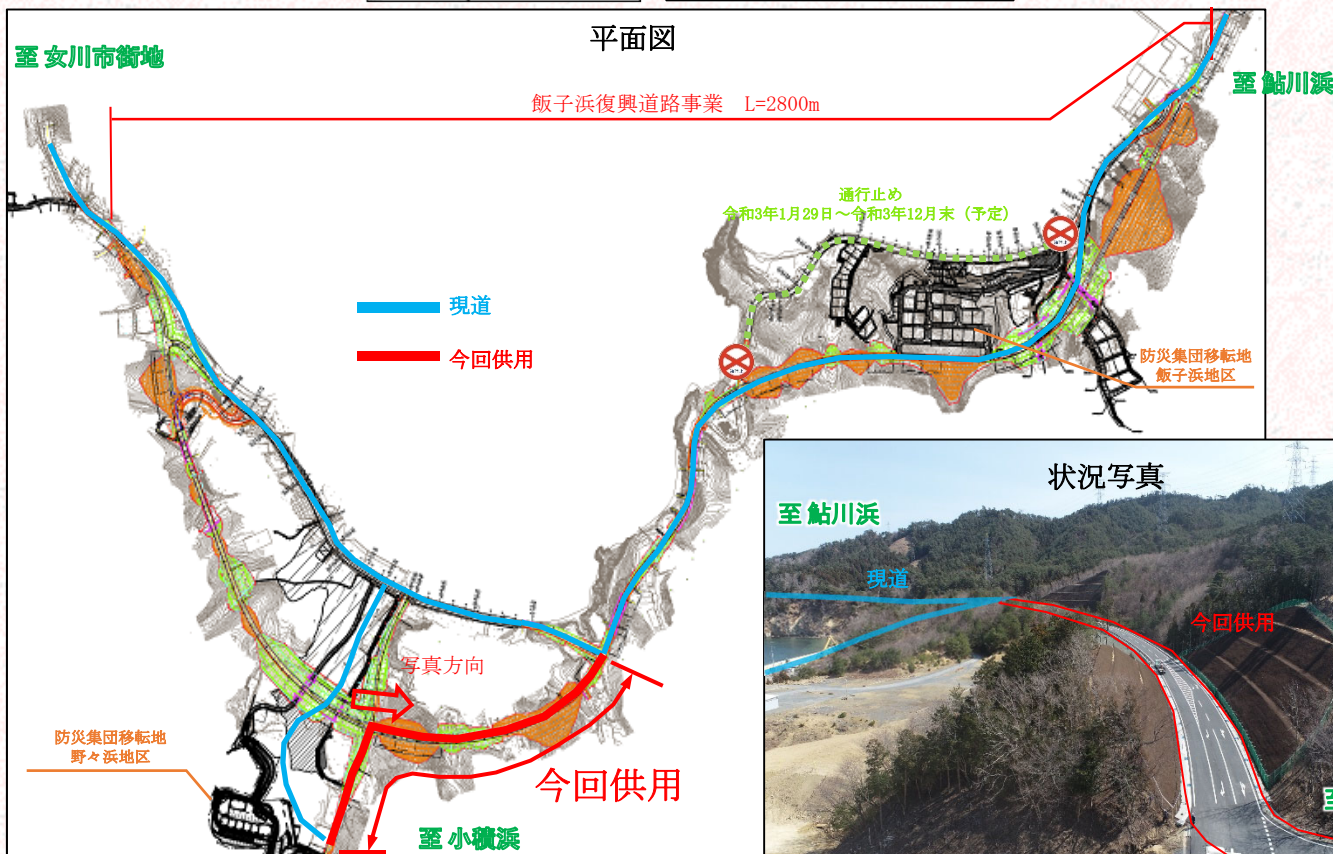 平面図
至 女川市街地
至 鮎川浜
飯子浜復興道路事業　L=2800m
通行止め
令和3年1月29日～令和3年12月末（予定）
現道
今回供用
防災集団移転地
飯子浜地区
写真方向
防災集団移転地
野々浜地区
今回供用
至 小積浜
状況写真
至 鮎川浜
現道
今回供用
至